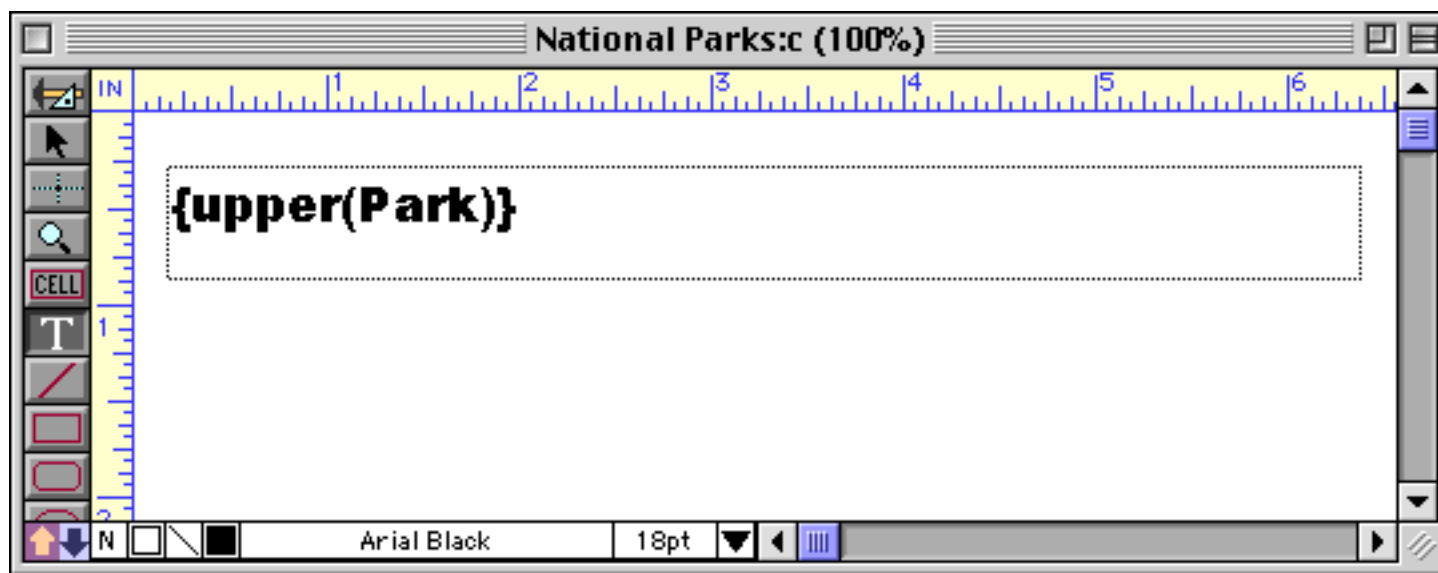 National Parks:c (100%)
IN 1 2 3 4 5 6
{upper(Park)}
CELL
T
1
2
N Arial Black 18pt